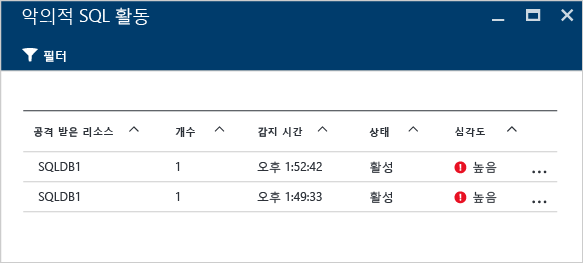 악의적 SQL 활동
필터
공격 받은 리소스 개수 감지 시간 상태 심각도
SQLDB1 1 오후 1:52:42 활성 높음 ...
SQLDB1 1 오후 1:49:33 활성 높음 ...